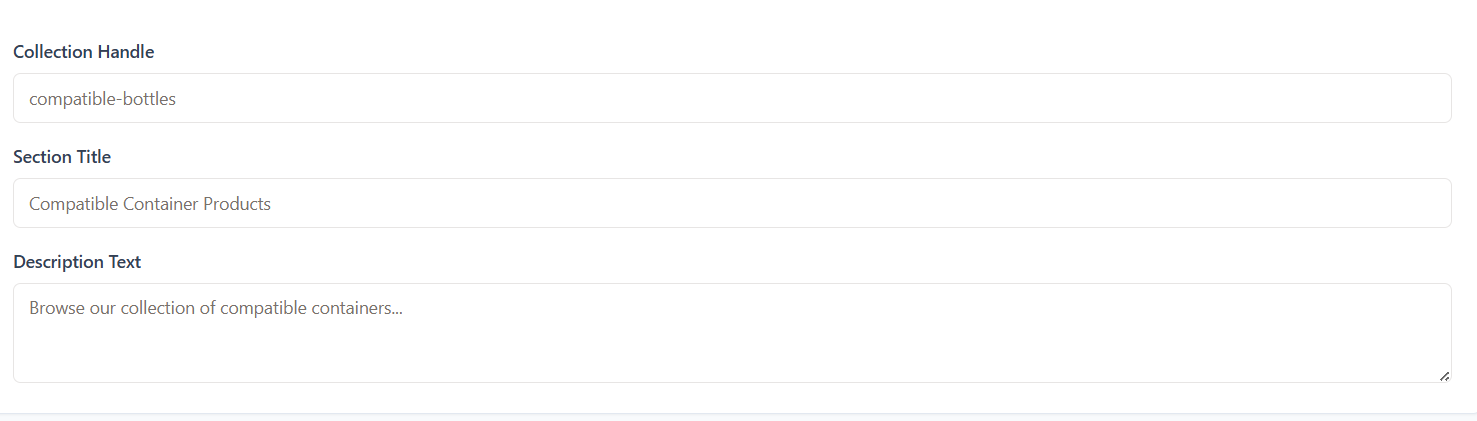 Collection Handle
compatible-bottles
Section Title
Compatible Container Products
Description Text
Browse our collection of compatible containers...